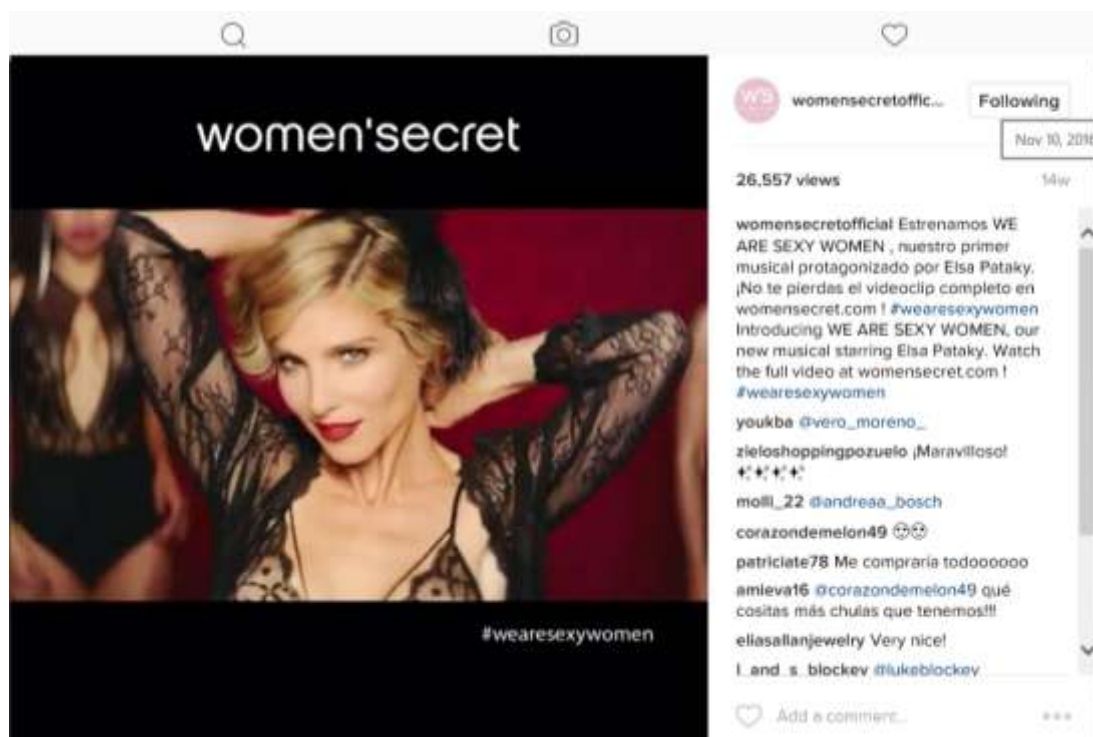 women'secret
#wearesexywomen
W'S
womensecretoffic...
Following
Nov 10, 2016
26,557 views
14w
womensecretofficial Estrenamos WE
ARE SEXY WOMEN , nuestro primer
musical protagonizado por Elsa Pataky.
¡No te pierdas el videoclip completo en
womensecret.com ! #wearesexywomen
Introducing WE ARE SEXY WOMEN, our
new musical starring Elsa Pataky. Watch
the full video at womensecret.com !
#wearesexywomen
youkba @vero_moreno_
zieloshoppingpozuelo ¡Maravilloso!
molli_22 @andreaa_bosch
corazondemelon49
patriciate78 Me compraría todoooooo
amieva16 @corazondemelon49 qué
cositas más chulas que tenemos!!!
eliasallanjewelry Very nice!
l_and_s_blockey @lukeblockey
Add a comment...